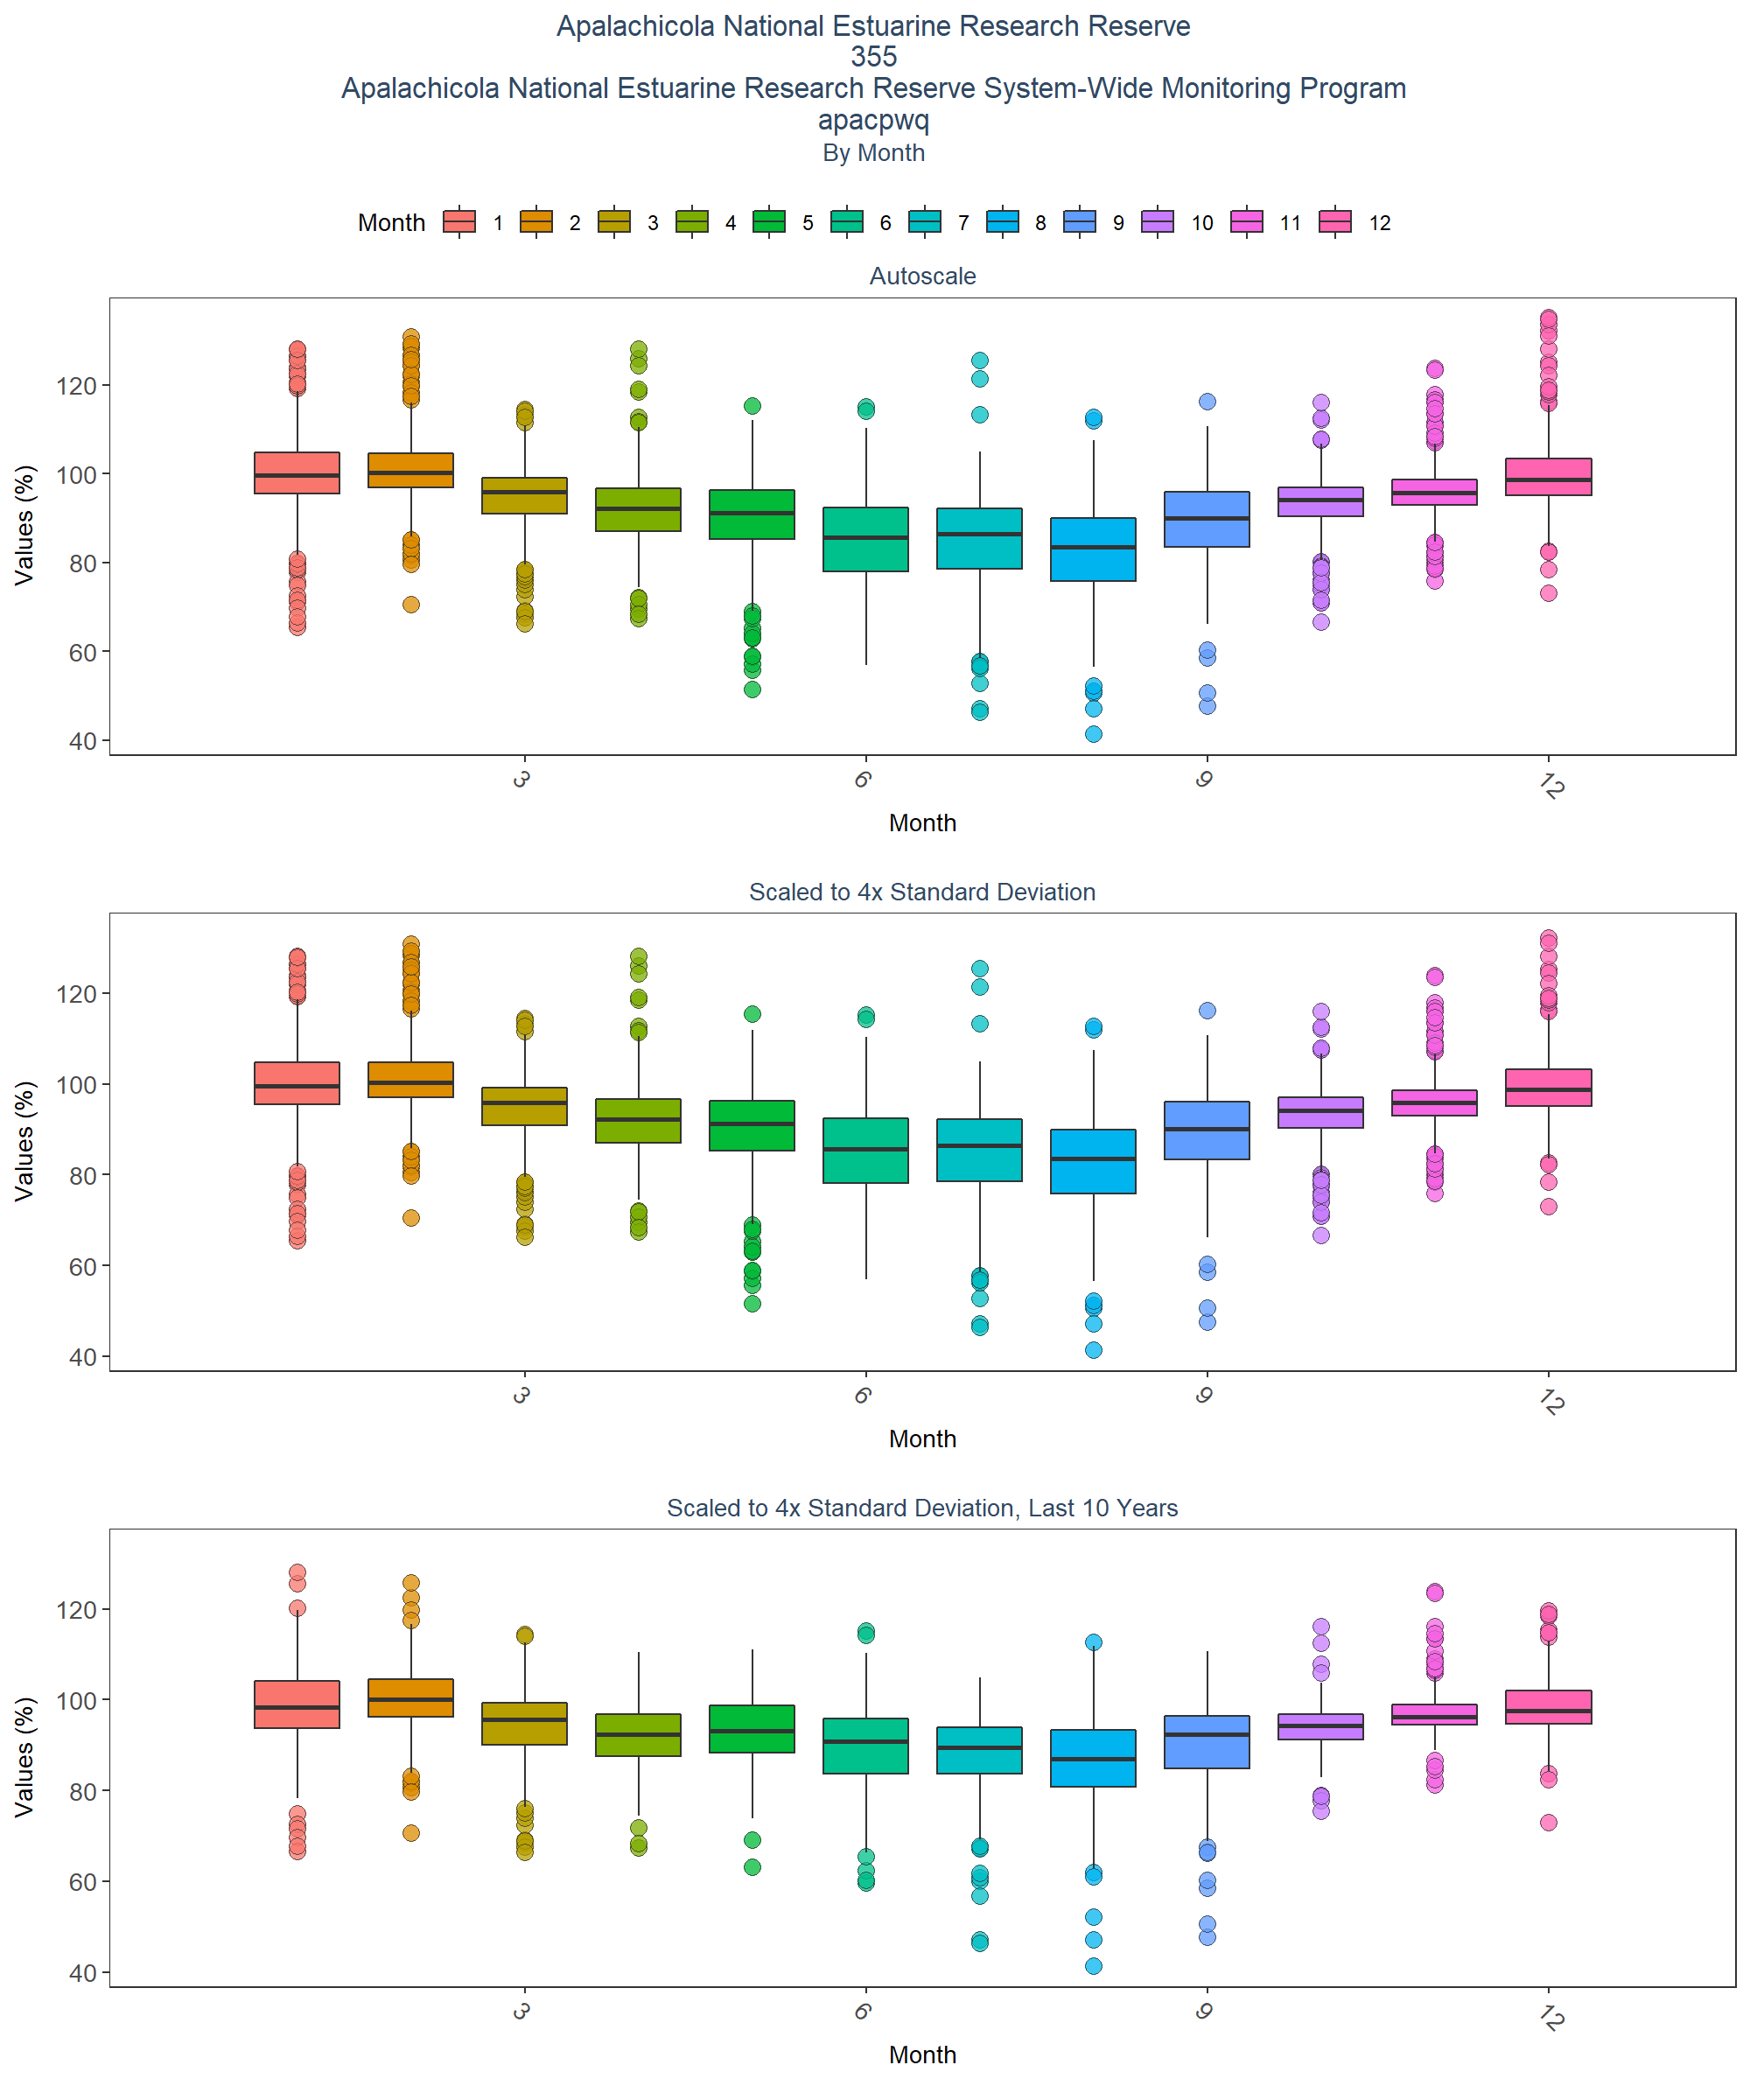 Apalachicola National Estuarine Research Reserve
355
Apalachicola National Estuarine Research Reserve System-Wide Monitoring Program
apacpwq
By Month
Month 1 2 3 4 5 6 7 8 9 10 11 12
Autoscale
Values (%)
120
100
80
60
40
3 6 9 12
Month
Scaled to 4x Standard Deviation
Values (%)
120
100
80
60
40
3 6 9 12
Month
Scaled to 4x Standard Deviation, Last 10 Years
Values (%)
120
100
80
60
40
3 6 9 12
Month